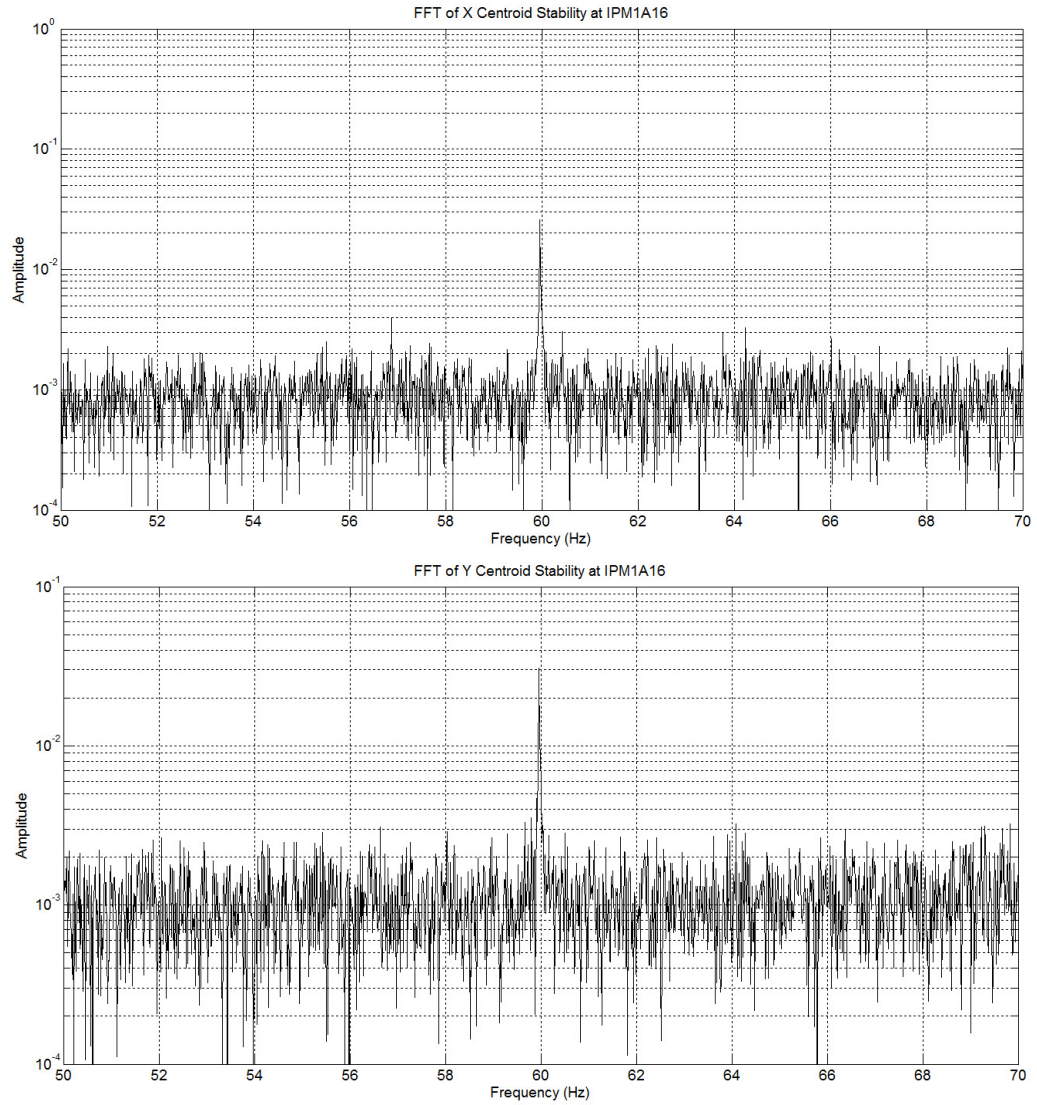 FFT of X Centroid Stability at IPM1A16
10^0
10^-1
10^-2
10^-3
10^-4
Amplitude
50 52 54 56 58 60 62 64 66 68 70
Frequency (Hz)
FFT of Y Centroid Stability at IPM1A16
10^-1
10^-2
10^-3
10^-4
Amplitude
50 52 54 56 58 60 62 64 66 68 70
Frequency (Hz)